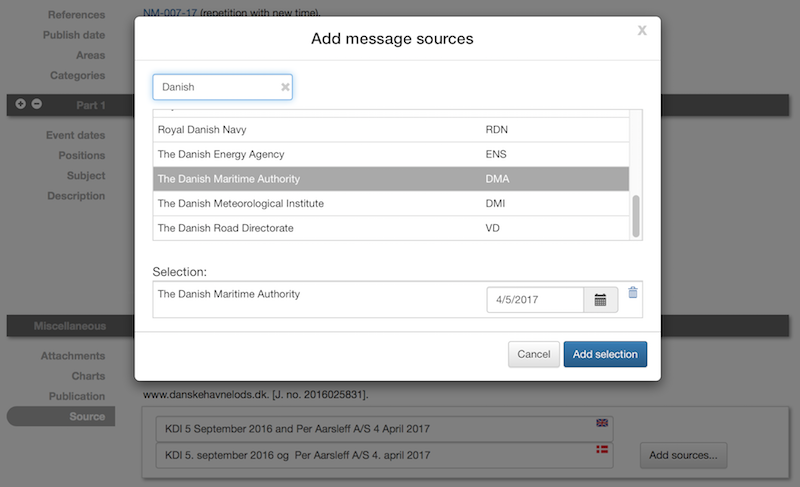 References
NM-007-17 (repetition with new time).
Publish date
Areas
Categories
Part 1
Event dates
Positions
Subject
Description
Add message sources
x
Danish
Royal Danish Navy RDN
The Danish Energy Agency ENS
The Danish Maritime Authority DMA
The Danish Meteorological Institute DMI
The Danish Road Directorate VD
Selection:
The Danish Maritime Authority 4/5/2017
Cancel Add selection
Miscellaneous
Attachments
Charts
Publication
www.danskehavnelods.dk. [J. no. 2016025831].
Source
KDI 5 September 2016 and Per Aarsleff A/S 4 April 2017
KDI 5. september 2016 og Per Aarsleff A/S 4. april 2017
Add sources...